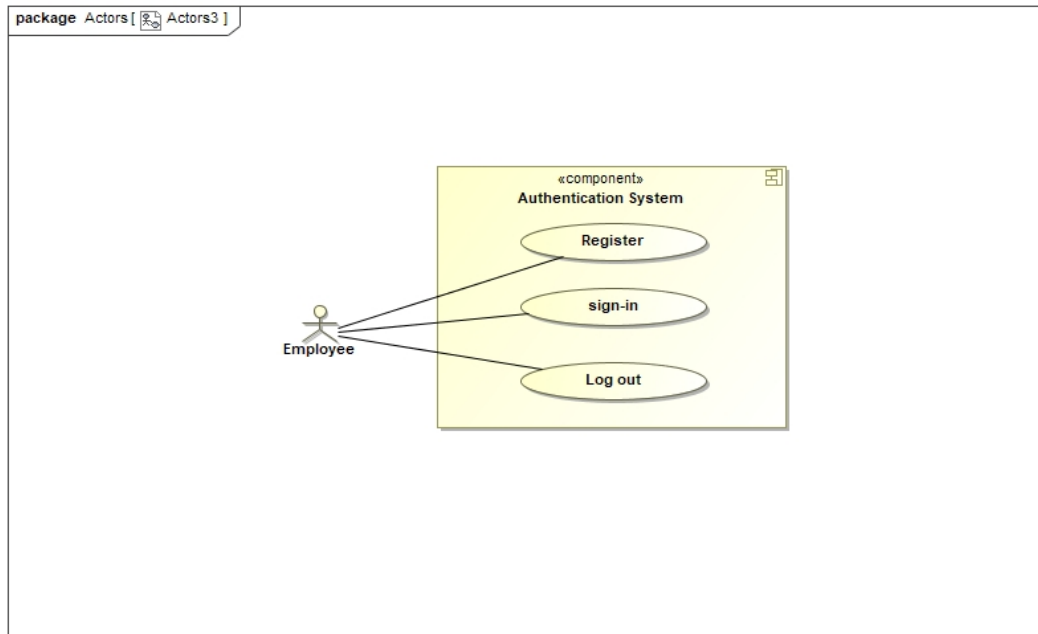 package Actors [ Actors3 ]
«component»
Authentication System
Register
sign-in
Log out
Employee